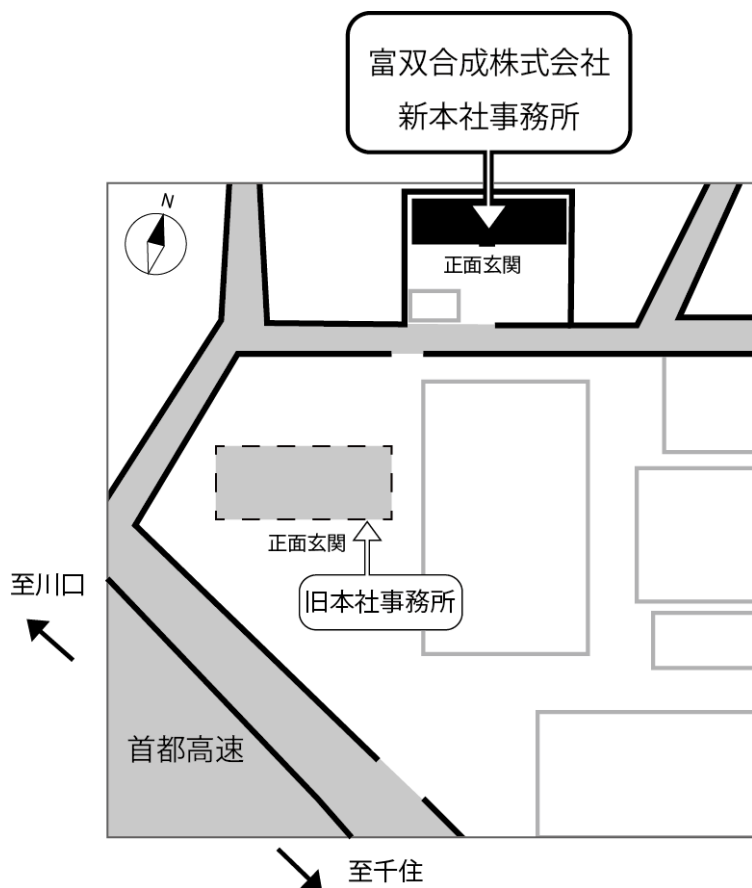 富双合成株式会社
新本社事務所
N
正面玄関
正面玄関
旧本社事務所
至川口
首都高速
至千住